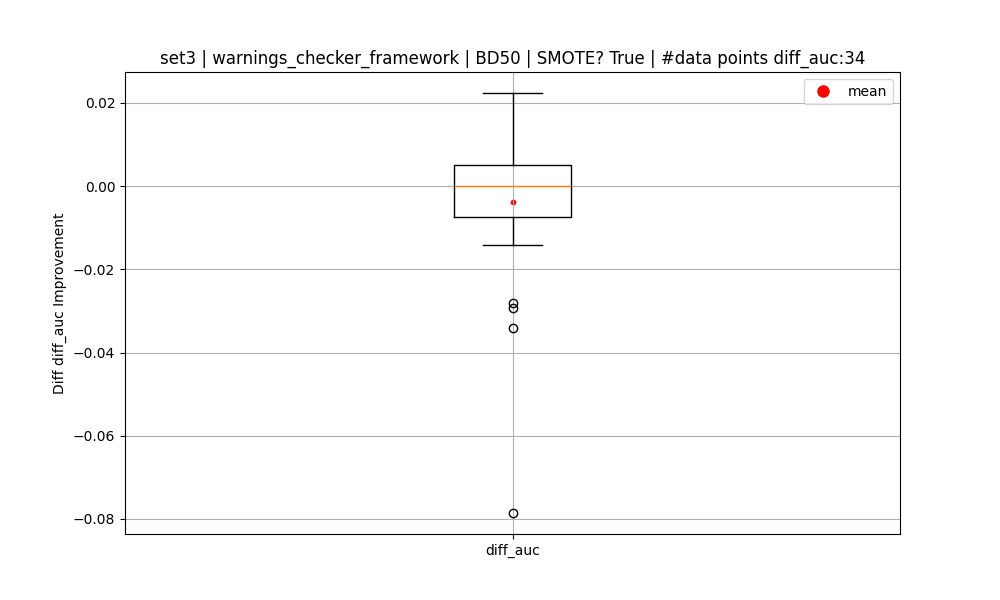 set3 | warnings_checker_framework | BD50 | SMOTE? True | #data points diff_auc:34
mean
0.02
0.00
−0.02
−0.04
−0.06
−0.08
Diff diff_auc Improvement
diff_auc